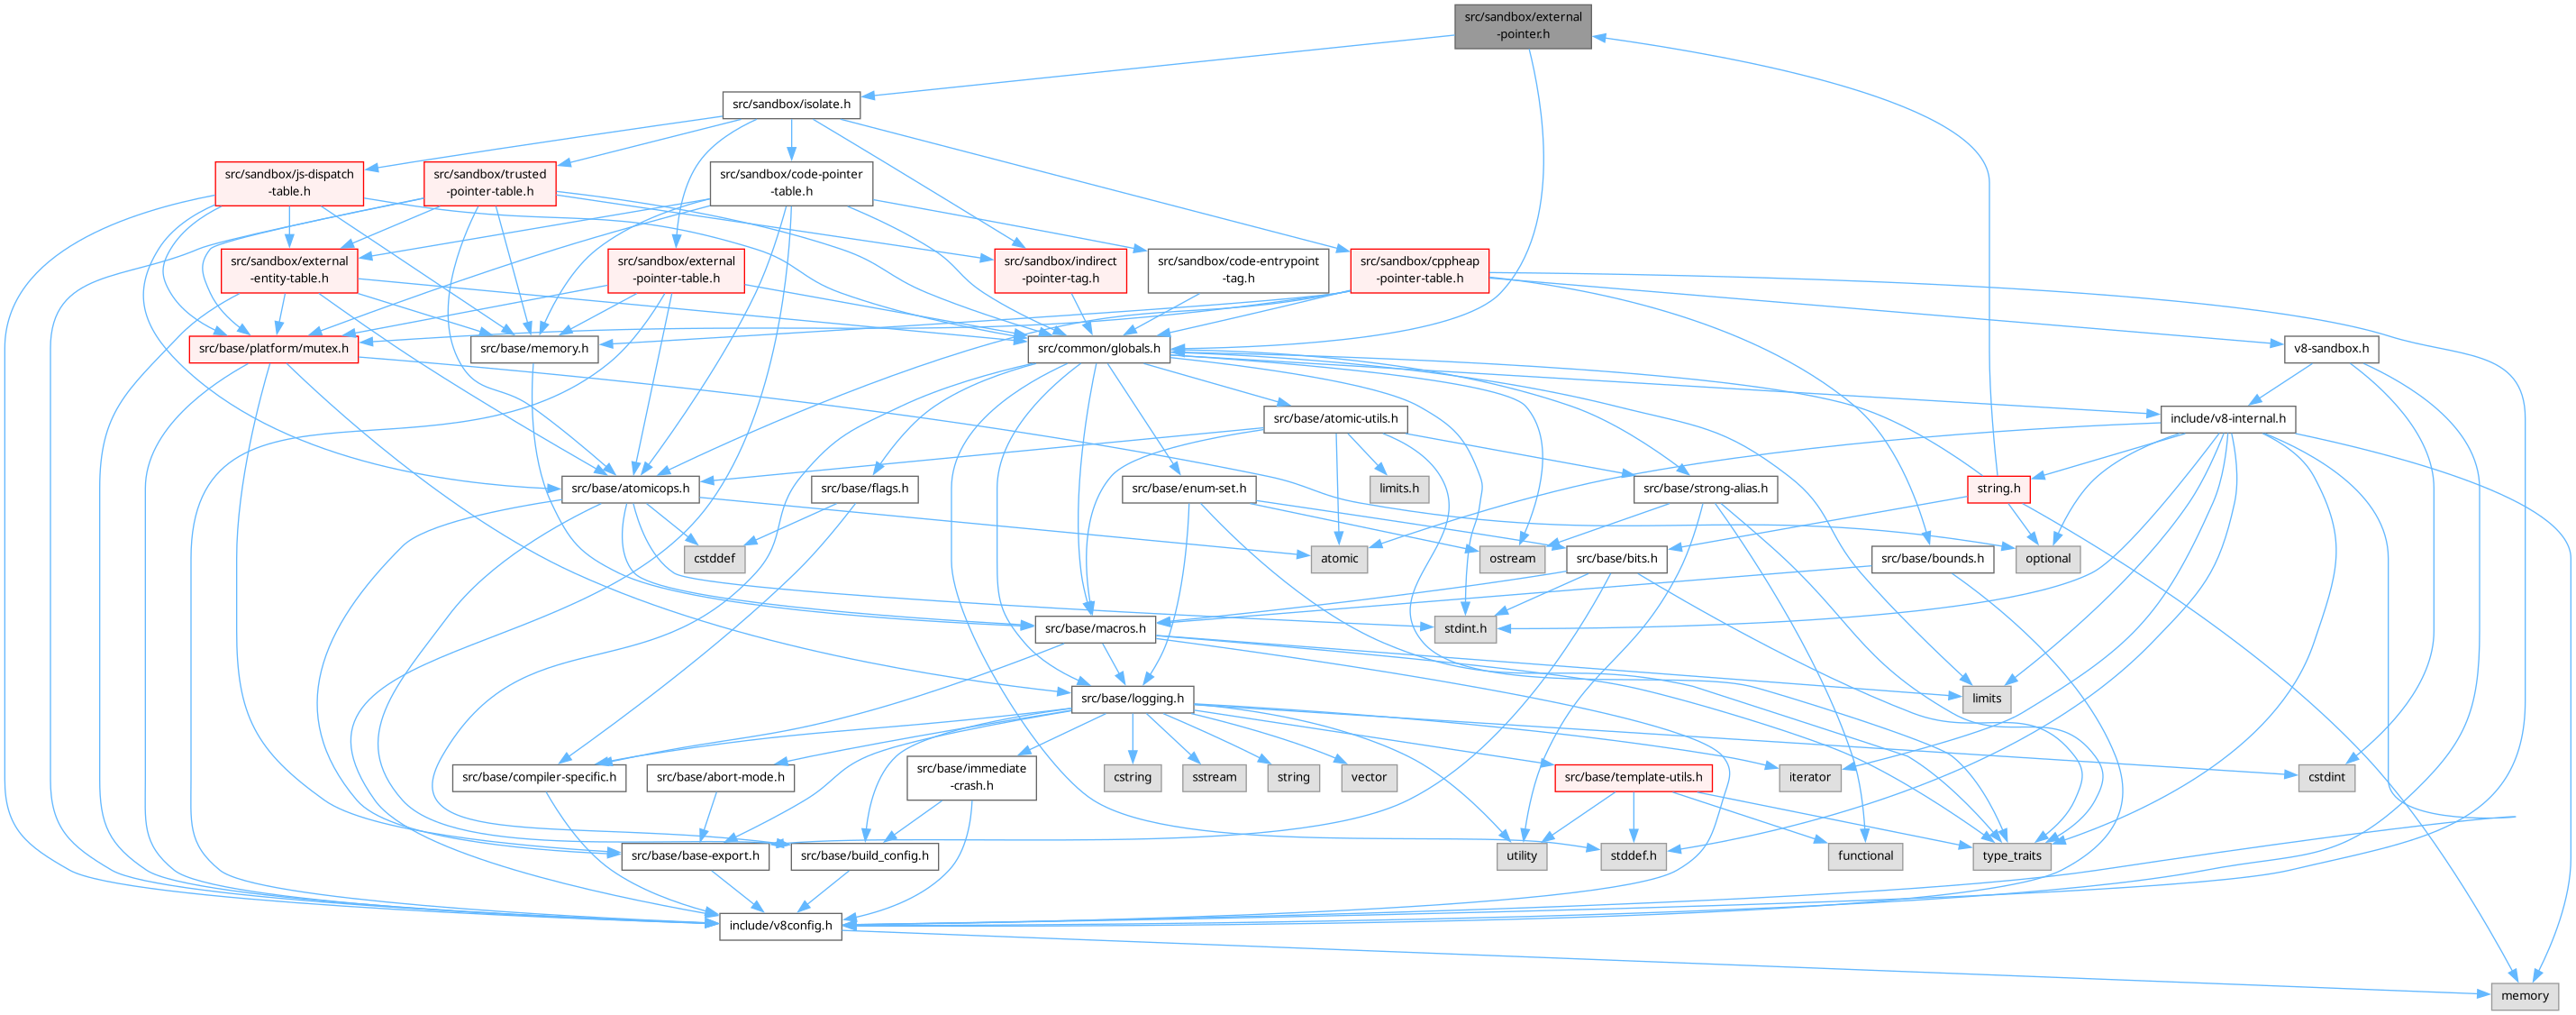 src/sandbox/external
-pointer.h
src/sandbox/isolate.h
src/sandbox/js-dispatch
-table.h
src/sandbox/trusted
-pointer-table.h
src/sandbox/code-pointer
-table.h
src/sandbox/external
-entity-table.h
src/sandbox/external
-pointer-table.h
src/sandbox/indirect
-pointer-tag.h
src/sandbox/code-entrypoint
-tag.h
src/sandbox/cppheap
-pointer-table.h
src/base/platform/mutex.h
src/base/memory.h
src/common/globals.h
v8-sandbox.h
src/base/atomic-utils.h
include/v8-internal.h
src/base/atomicops.h
src/base/flags.h
src/base/enum-set.h
limits.h
src/base/strong-alias.h
string.h
cstddef
atomic
ostream
src/base/bits.h
src/base/bounds.h
optional
src/base/macros.h
stdint.h
src/base/logging.h
limits
src/base/compiler-specific.h
src/base/abort-mode.h
src/base/immediate
-crash.h
cstring
sstream
string
vector
src/base/template-utils.h
iterator
cstdint
src/base/base-export.h
src/base/build_config.h
utility
stddef.h
functional
type_traits
include/v8config.h
memory